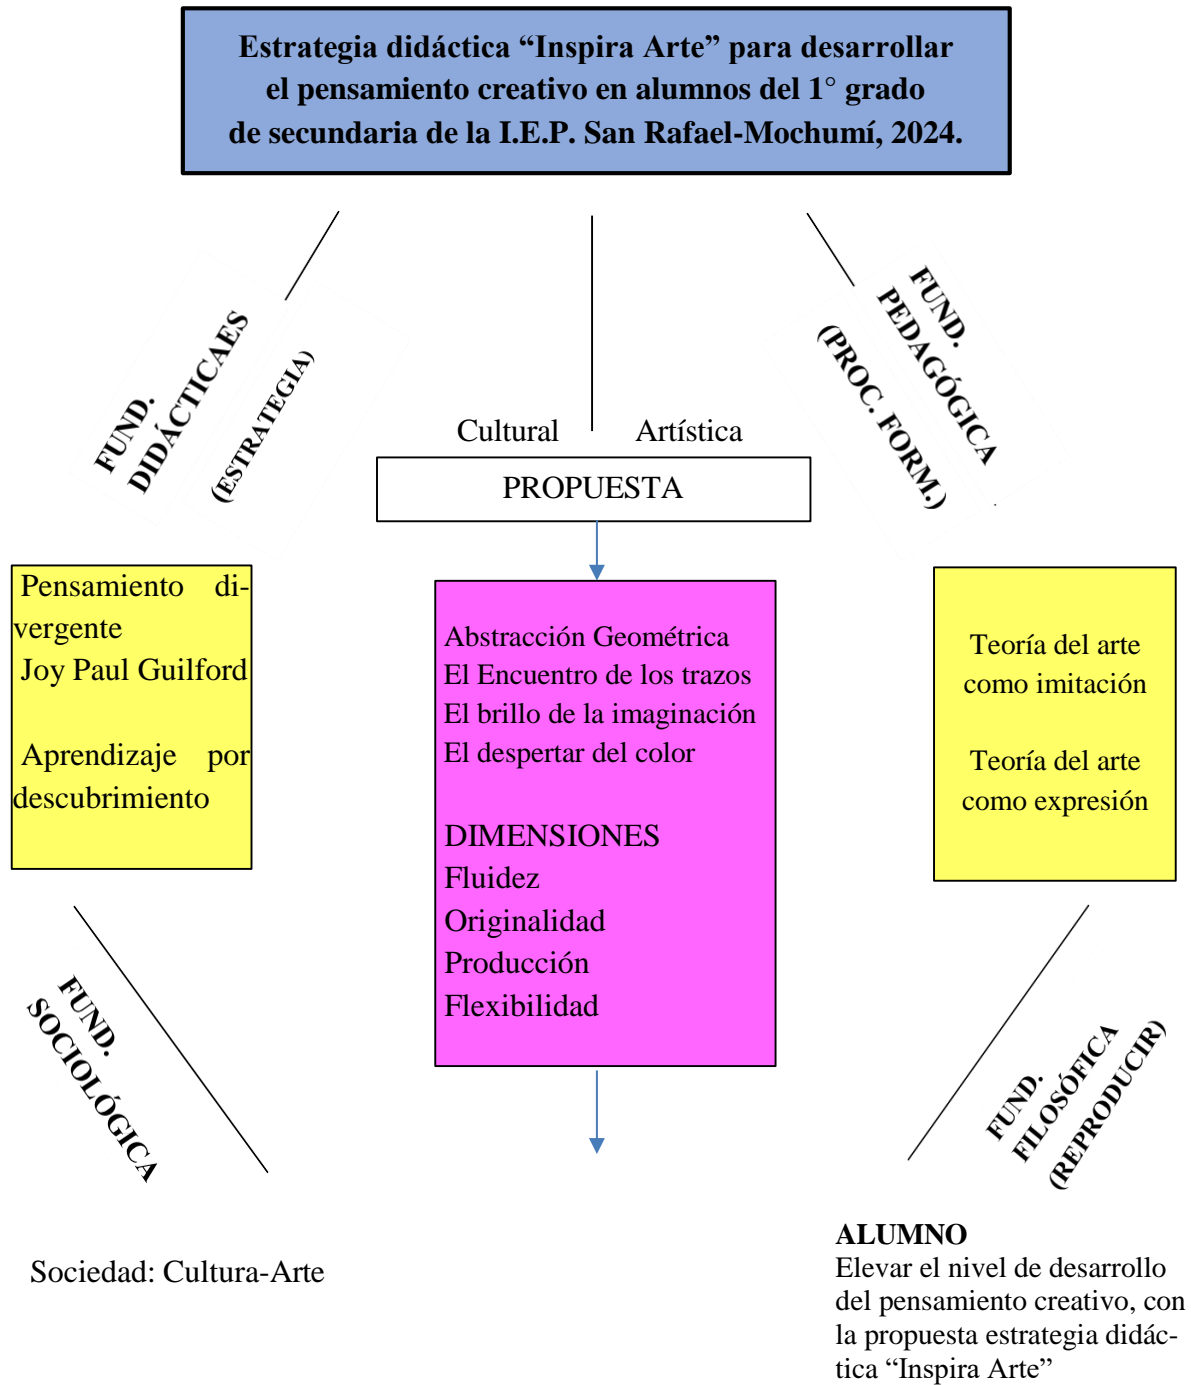 Estrategia didáctica “Inspira Arte” para desarrollar
el pensamiento creativo en alumnos del 1° grado
de secundaria de la I.E.P. San Rafael-Mochumí, 2024.
FUND.
DIDÁCTICAES
(ESTRATEGIA)
Cultural Artística
PROPUESTA
FUND.
PEDAGÓGICA
(PROC. FORM.)
Pensamiento di-
vergente
Joy Paul Guilford
Aprendizaje por
descubrimiento
Abstracción Geométrica
El Encuentro de los trazos
El brillo de la imaginación
El despertar del color
DIMENSIONES
Fluidez
Originalidad
Producción
Flexibilidad
Teoría del arte
como imitación
Teoría del arte
como expresión
FUND.
SOCIOLÓGICA
FUND.
FILOSÓFICA
(REPRODUCIR)
Sociedad: Cultura-Arte
ALUMNO
Elevar el nivel de desarrollo
del pensamiento creativo, con
la propuesta estrategia didác-
tica “Inspira Arte”